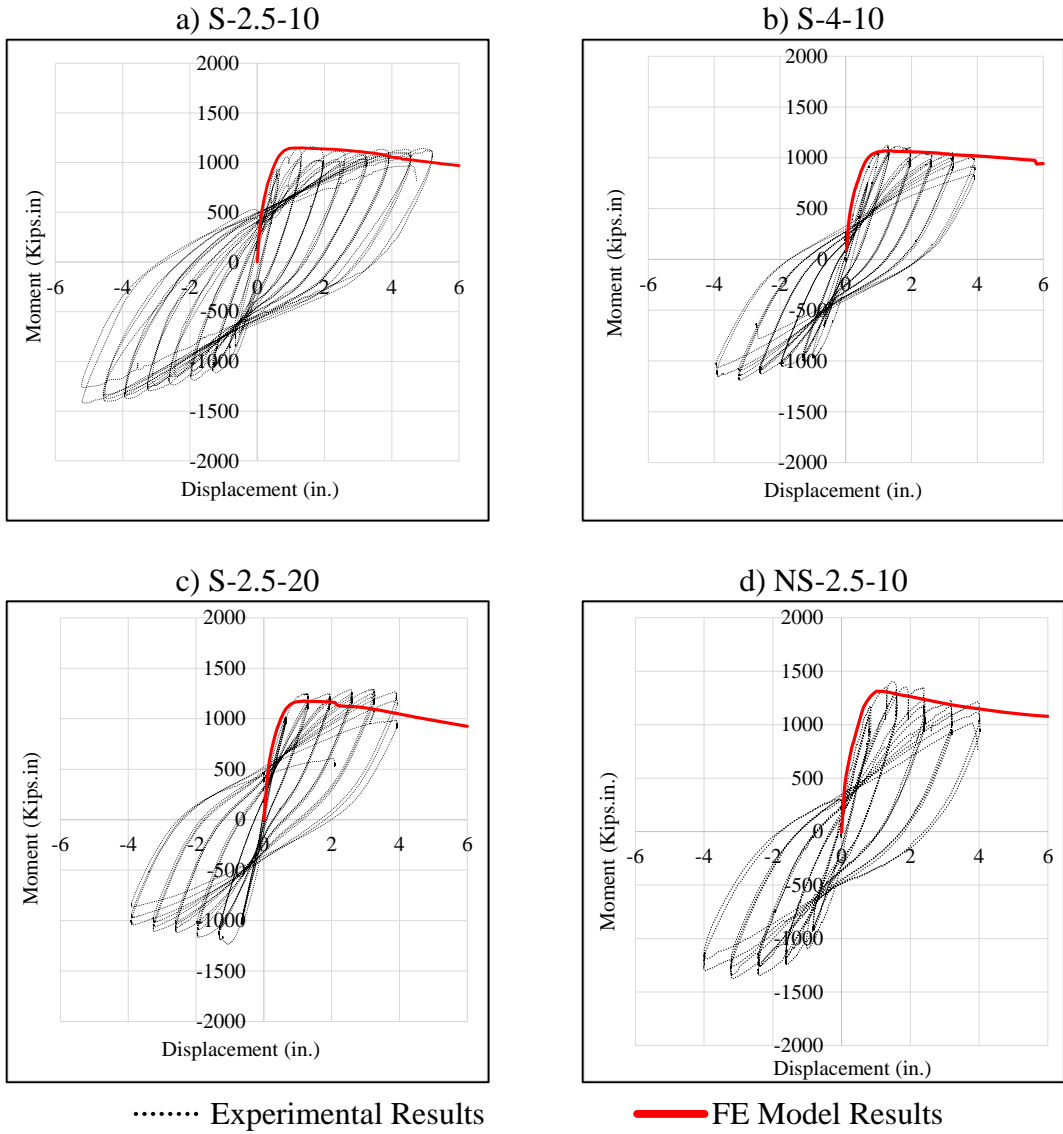 a) S-2.5-10
b) S-4-10
2000
1500
1000
500
0
-500
-1000
-1500
-2000
-6 -4 -2 0 2 4 6
Moment (Kips.in)
Displacement (in.)
2000
1500
1000
500
0
-500
-1000
-1500
-2000
-6 -4 -2 0 2 4 6
Moment (kips.in)
Displacement (in.)
c) S-2.5-20
d) NS-2.5-10
2000
1500
1000
500
0
-500
-1000
-1500
-2000
-6 -4 -2 0 2 4 6
Moment (Kips.in)
Displacement (in.)
2000
1500
1000
500
0
-500
-1000
-1500
-2000
-6 -4 -2 0 2 4 6
Moment (Kips.in.)
Displacement (in.)
Experimental Results
FE Model Results